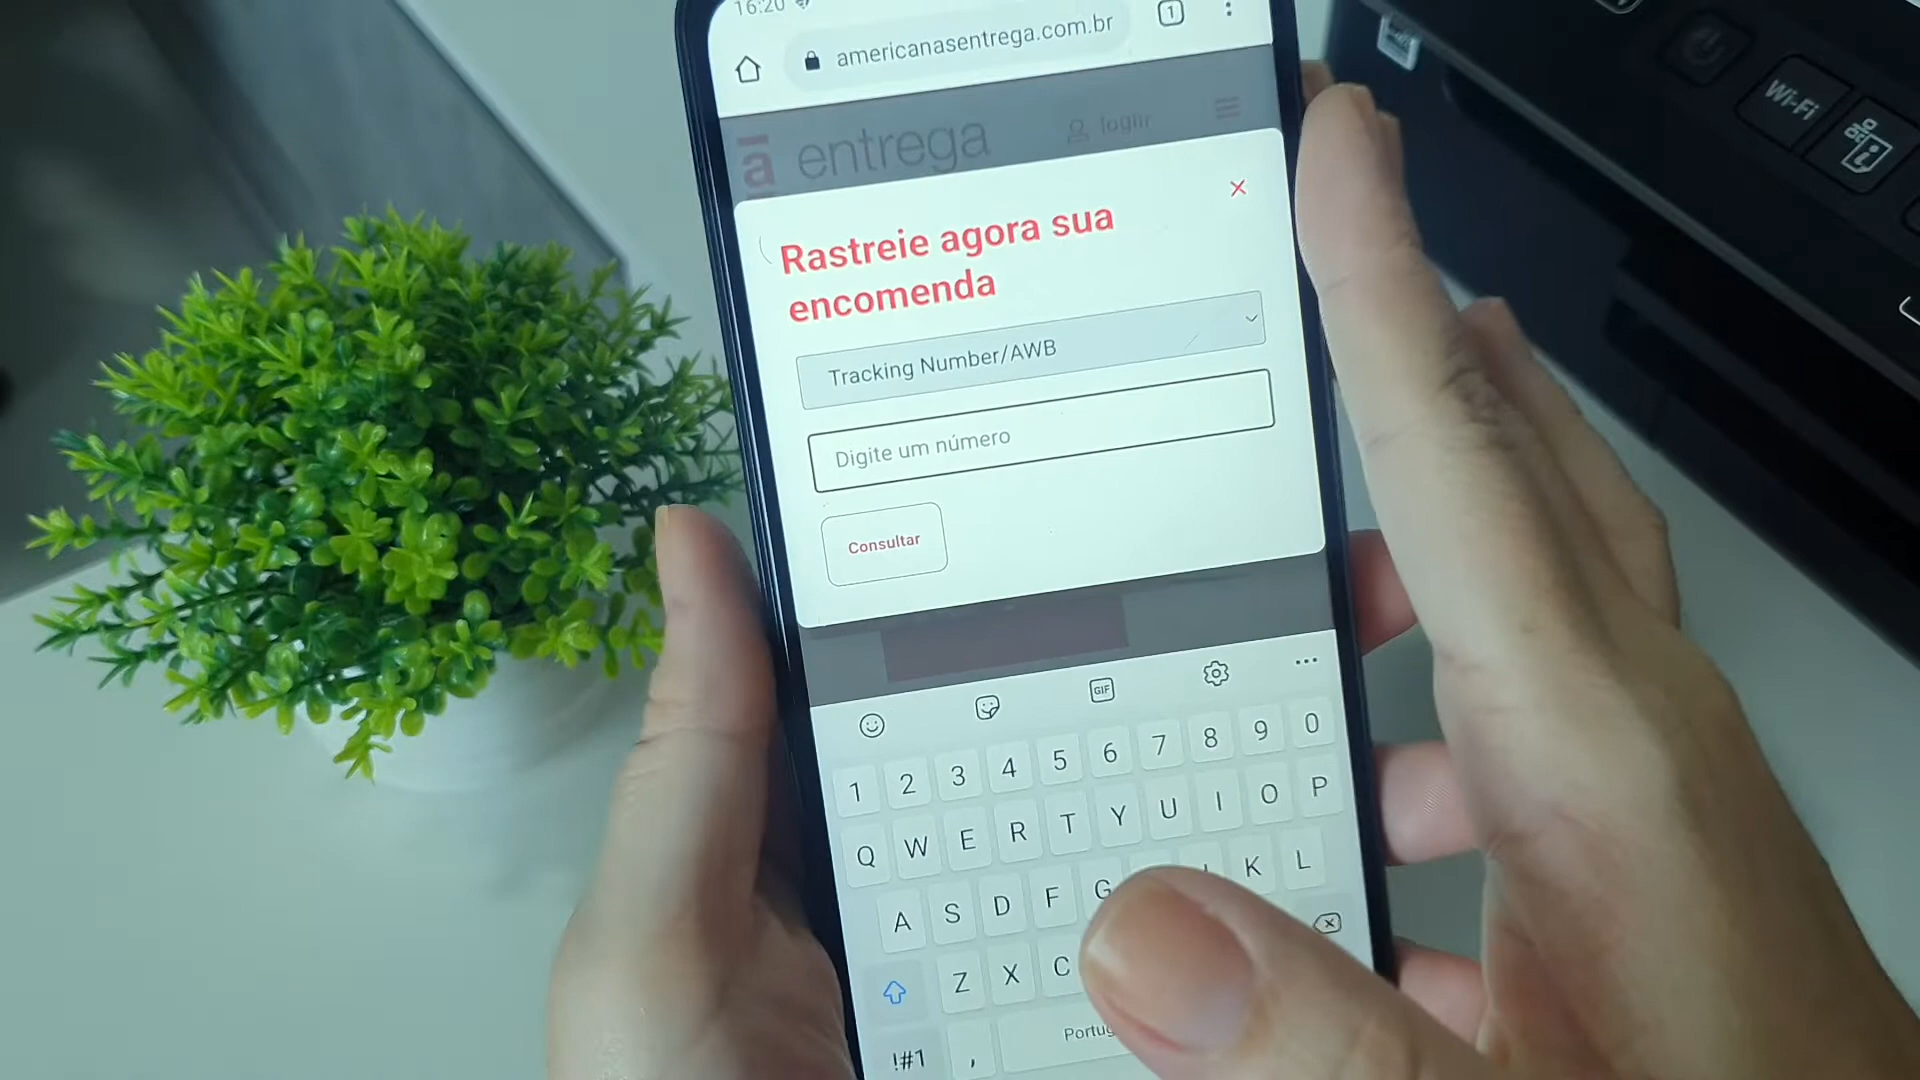 16:20
americanasentrega.com.br
1
a entrega
login
Rastreie agora sua
encomenda
Tracking Number/AWB
Digite um número
Consultar
GIF
1 2 3 4 5 6 7 8 9 0
Q W E R T Y U I O P
A S D F G K L
Z X C
!#1 ,
Wi-Fi